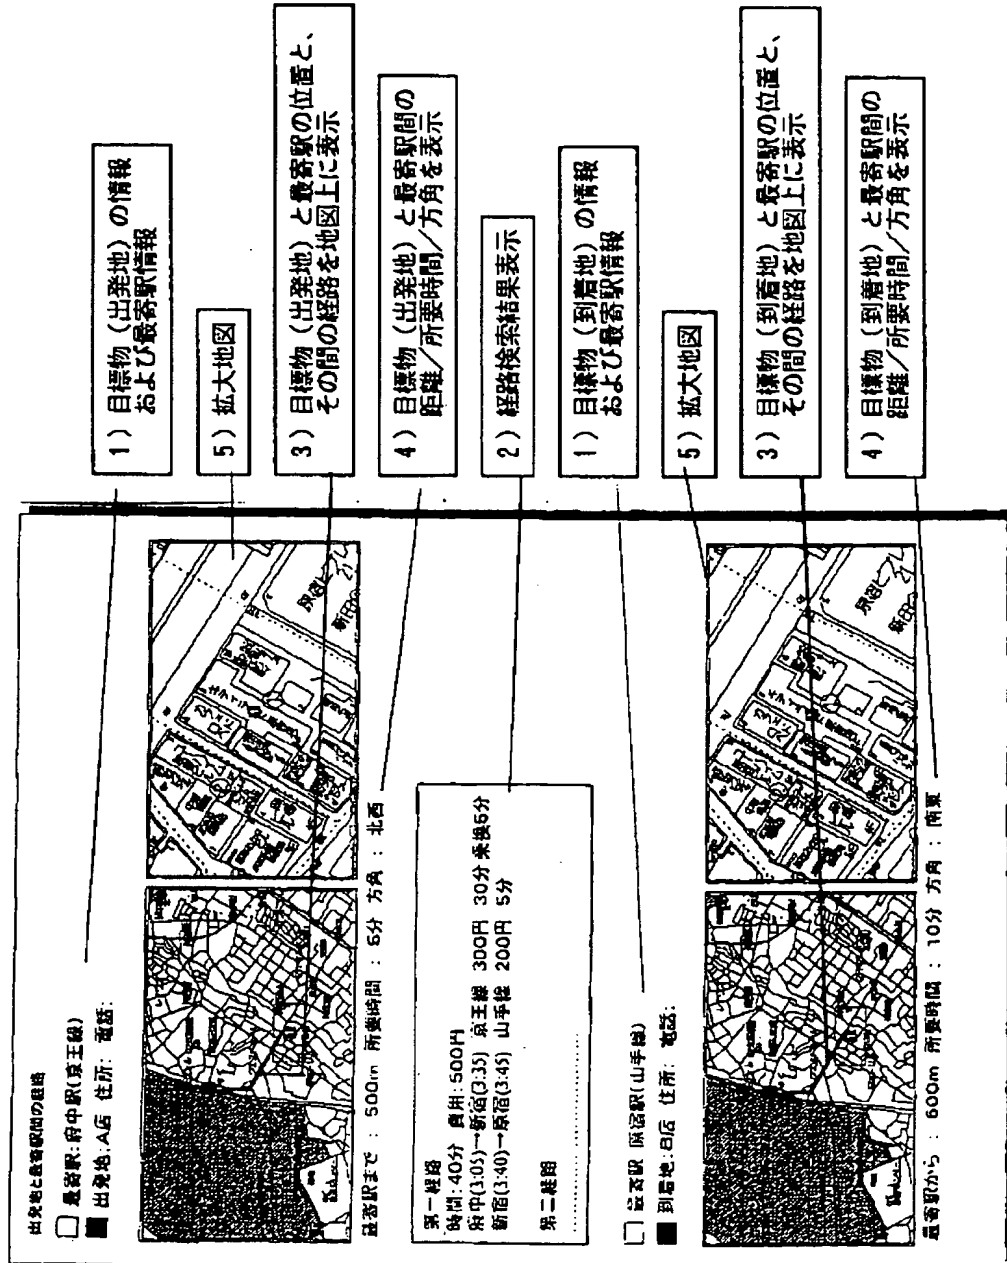 出発地と最寄駅間の経路
最寄駅:府中駅(京王線)
出発地:A店 住所: 電話:
最寄駅まで : 500m 所要時間 : 5分 方角 : 北西
第一経路
時間:40分 費用:500円
府中(3:05)→新宿(3:35) 京王線 300円 30分 乗換5分
新宿(3:40)→原宿(3:45) 山手線 200円 5分
第二経路
最寄駅 原宿駅(山手線)
到着地:B店 住所: 電話:
最寄駅から : 600m 所要時間 : 10分 方角 : 南東
1) 目標物(出発地)の情報
および最寄駅情報
5) 拡大地図
3) 目標物(出発地)と最寄駅の位置と、
その間の経路を地図上に表示
4) 目標物(出発地)と最寄駅間の
距離/所要時間/方角を表示
2) 経路検索結果表示
1) 目標物(到着地)の情報
および最寄駅情報
5) 拡大地図
3) 目標物(到着地)と最寄駅の位置と、
その間の経路を地図上に表示
4) 目標物(到着地)と最寄駅間の
距離/所要時間/方角を表示